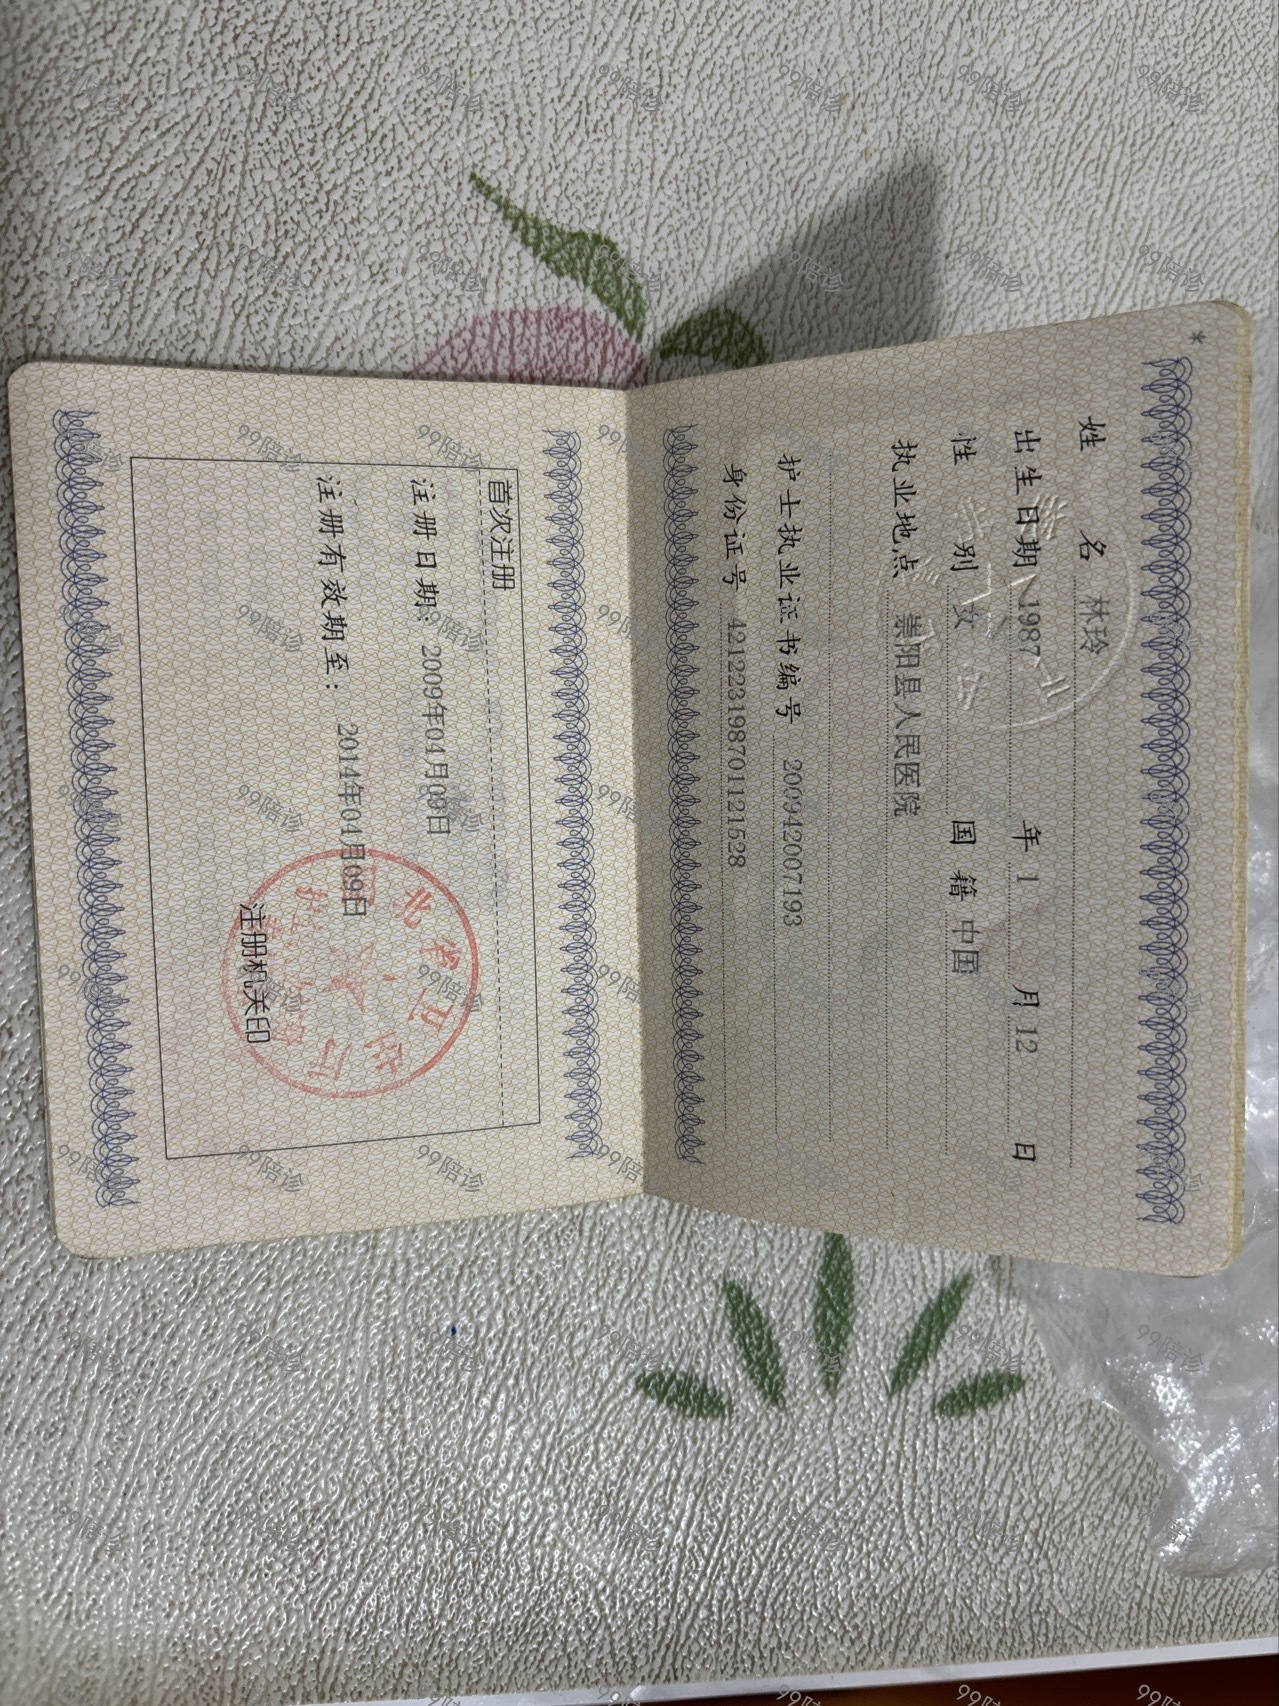 姓名 林玲
出生日期 1987 年 1 月 12 日
性别 女 国籍 中国
执业地点 崇阳县人民医院
护士执业证书编号 200942007193
身份证号 421223198701121528
首次注册
注册日期: 2009年04月09日
注册有效期至: 2014年04月09日
注册机关印
99陪诊